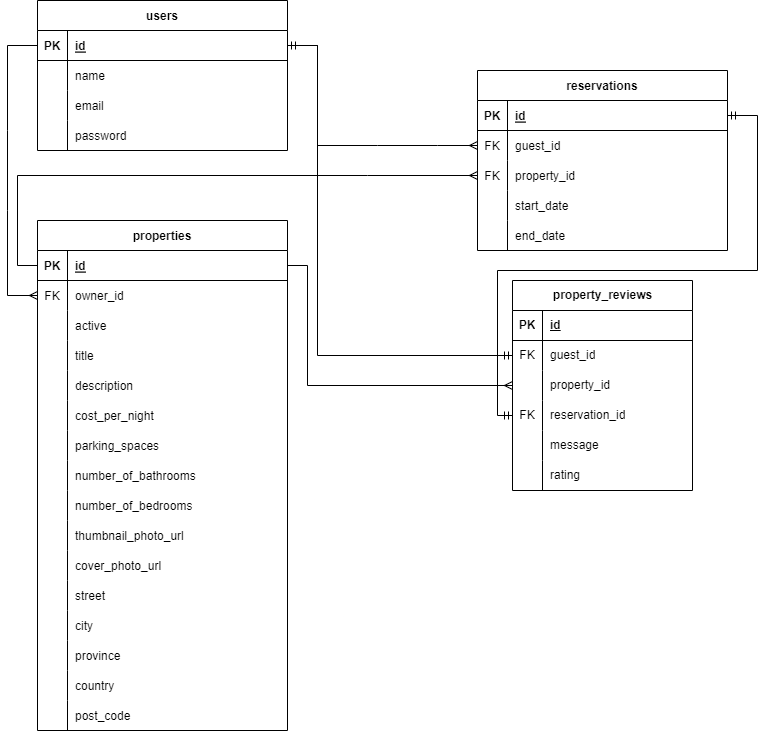 users
PK id
name
email
password
reservations
PK id
FK guest_id
FK property_id
start_date
end_date
properties
PK id
FK owner_id
active
title
description
cost_per_night
parking_spaces
number_of_bathrooms
number_of_bedrooms
thumbnail_photo_url
cover_photo_url
street
city
province
country
post_code
property_reviews
PK id
FK guest_id
property_id
FK reservation_id
message
rating